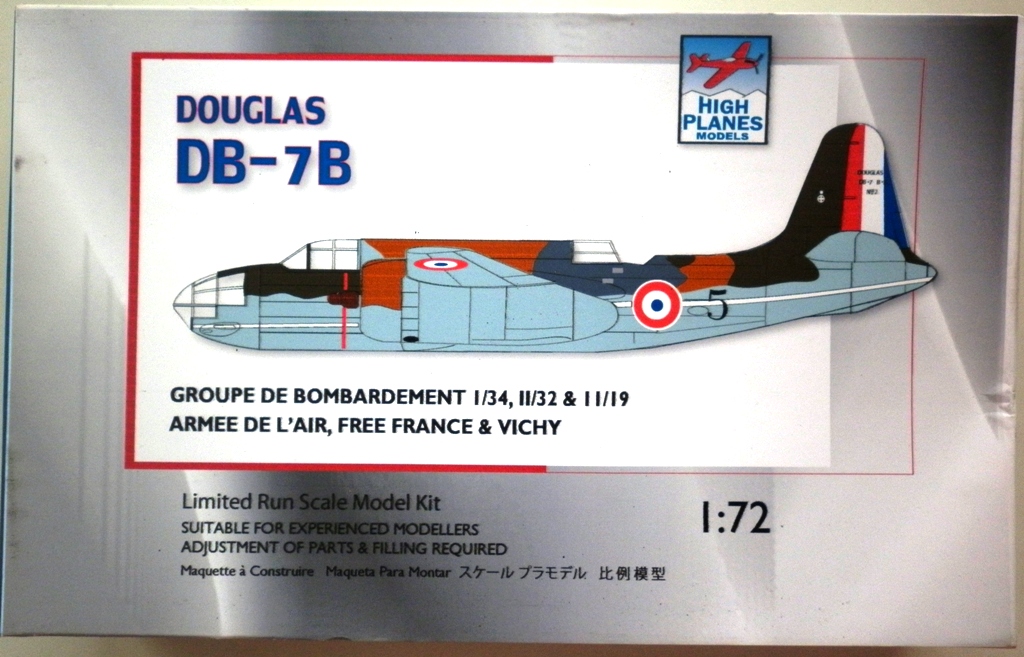 HIGH
PLANES
MODELS
DOUGLAS
DB-7B
DOUGLAS
5
GROUPE DE BOMBARDEMENT 1/34, II/32 & 11/19
ARMEE DE L'AIR, FREE FRANCE & VICHY
Limited Run Scale Model Kit
1:72
SUITABLE FOR EXPERIENCED MODELLERS
ADJUSTMENT OF PARTS & FILLING REQUIRED
Maquette à Construire Maqueta Para Montar スケール プラモデル 比例模型